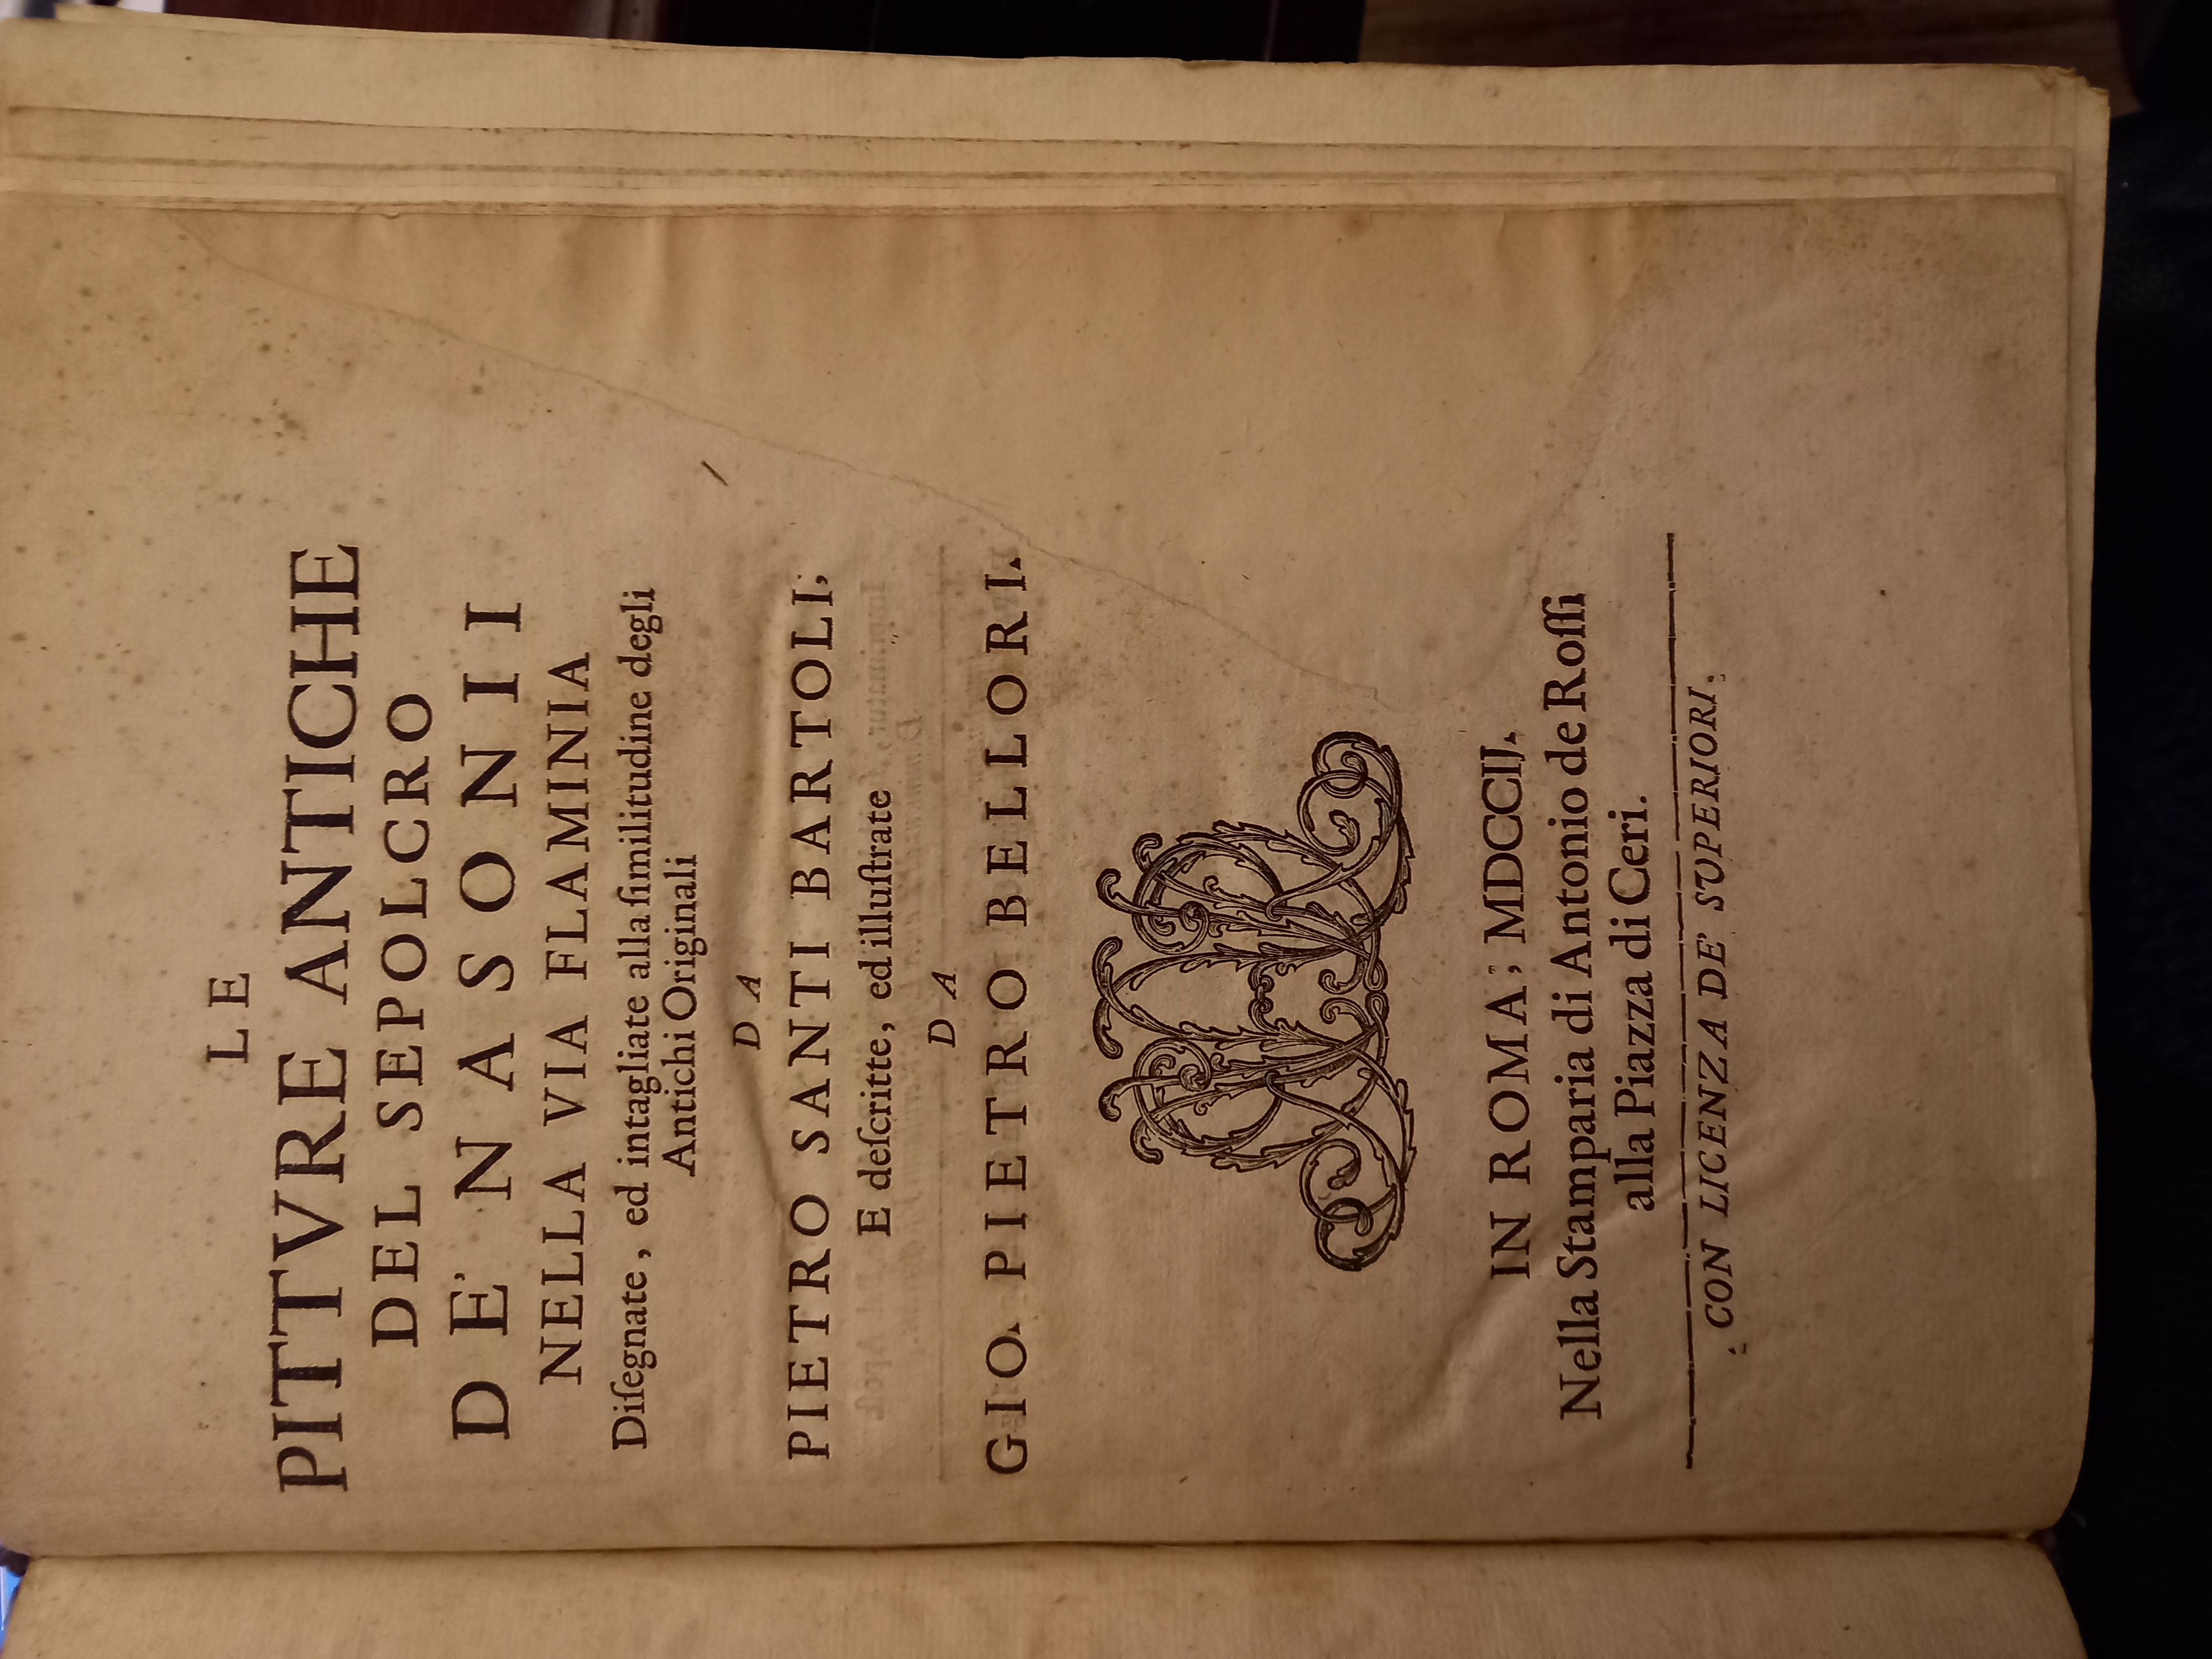 LE
PITTVRE ANTICHE
DEL SEPOLCRO
DE' NASONII
NELLA VIA FLAMINIA
Diſegnate, ed intagliate alla ſimilitudine degli
Antichi Originali
DA
PIETRO SANTI BARTOLI;
E deſcritte, ed illuſtrate
DA
GIO. PIETRO BELLORI.
IN ROMA; MDCCIJ.
Nella Stamparia di Antonio de Roſſi
alla Piazza di Ceri.
CON LICENZA DE' SVPERIORI.